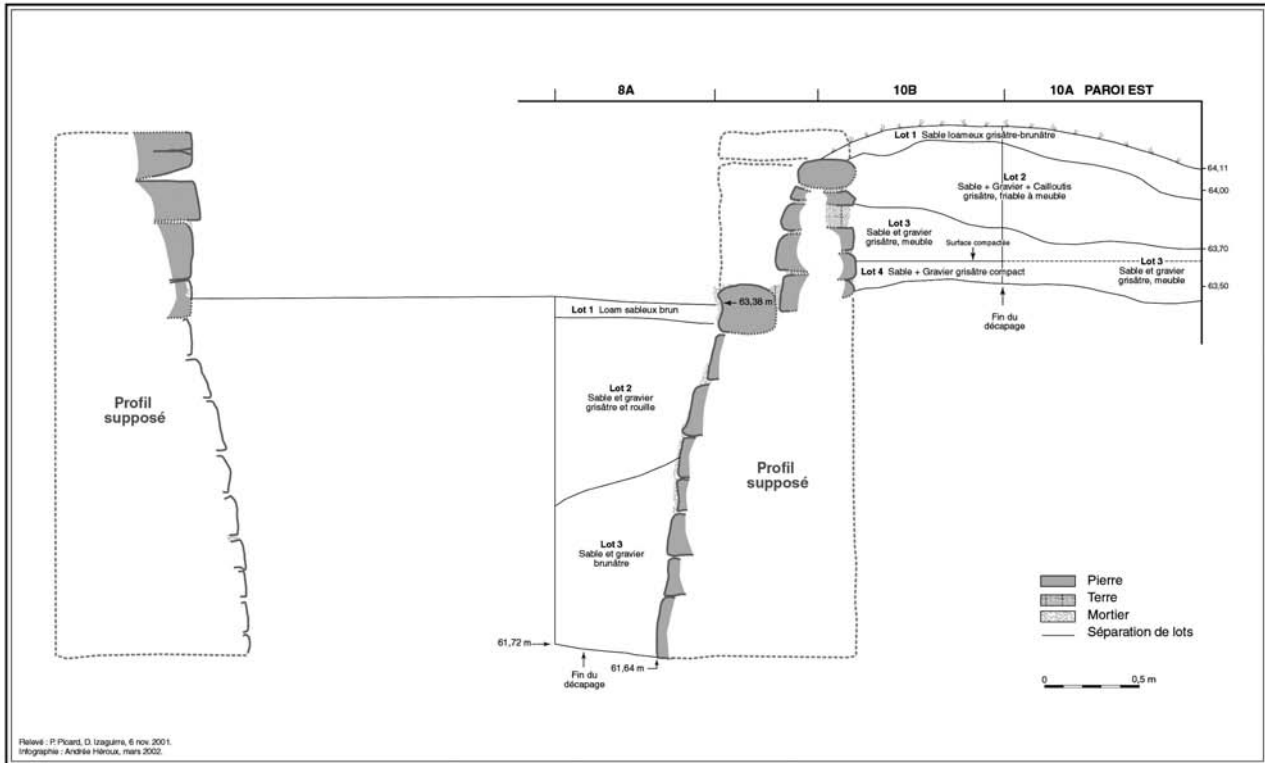 8A
10B
10A PAROI EST
Lot 1 Sable loameux grisâtre-brunâtre
64,11
Lot 2
Sable + Gravier + Cailloutis
grisâtre, friable à meuble
64,00
Lot 3
Sable et gravier
grisâtre, meuble
Surface compactée
63,70
Lot 4 Sable + Gravier grisâtre compact
Lot 3
Sable et gravier
grisâtre, meuble
63,50
Fin du
décapage
63,38 m
Lot 1 Loam sableux brun
Lot 2
Sable et gravier
grisâtre et rouille
Profil
supposé
Profil
supposé
Lot 3
Sable et gravier
brunâtre
61,72 m
Fin du
décapage
61,64 m
Pierre
Terre
Mortier
Séparation de lots
0
0,5 m
Relevé : P. Picard, D. Izaguirre, 6 nov. 2001.
Infographie : Andrée Héroux, mars 2002.